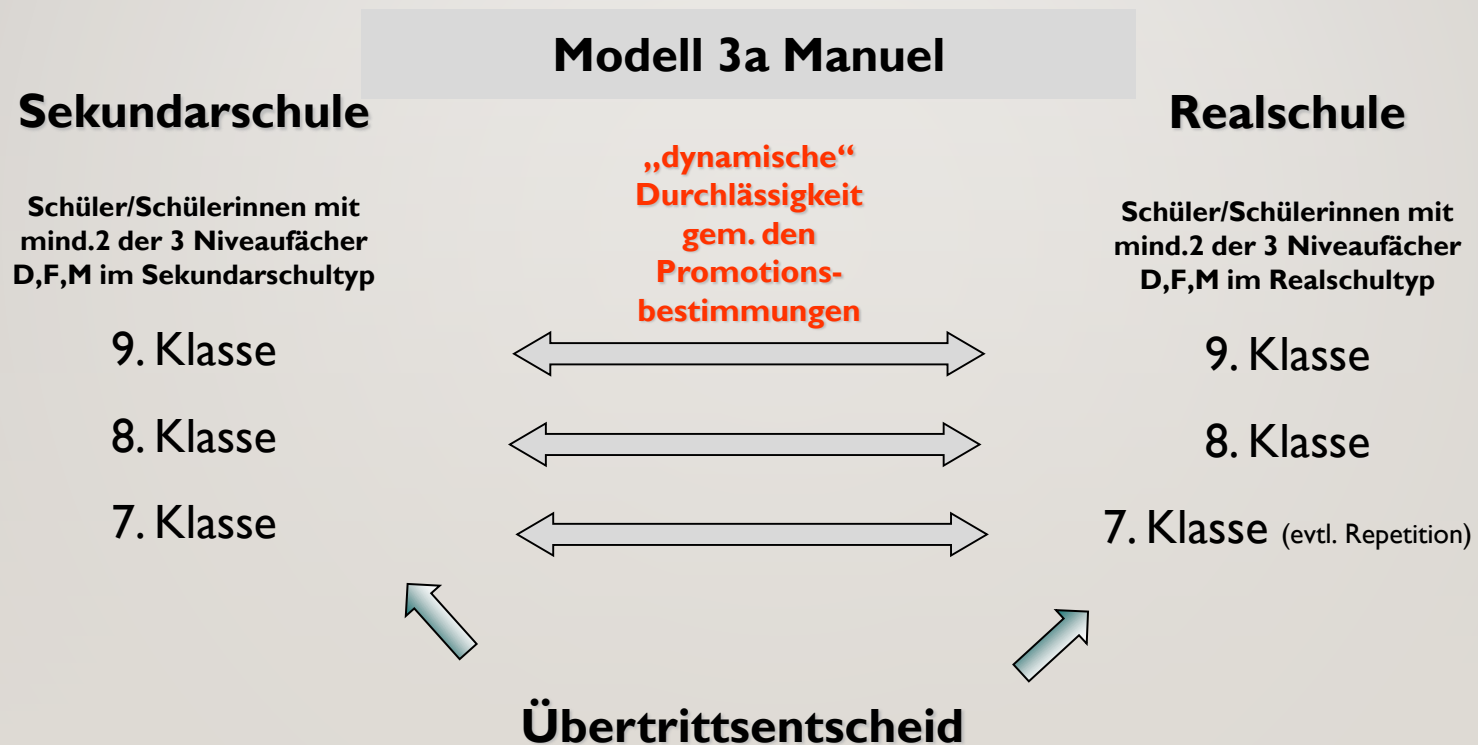 Modell 3a Manuel
Sekundarschule
Schüler/Schülerinnen mit
mind.2 der 3 Niveaufächer
D,F,M im Sekundarschultyp
„dynamische“
Durchlässigkeit
gem. den
Promotions-
bestimmungen
Realschule
Schüler/Schülerinnen mit
mind.2 der 3 Niveaufächer
D,F,M im Realschultyp
9. Klasse
9. Klasse
8. Klasse
8. Klasse
7. Klasse
7. Klasse (evtl. Repetition)
Übertrittsentscheid